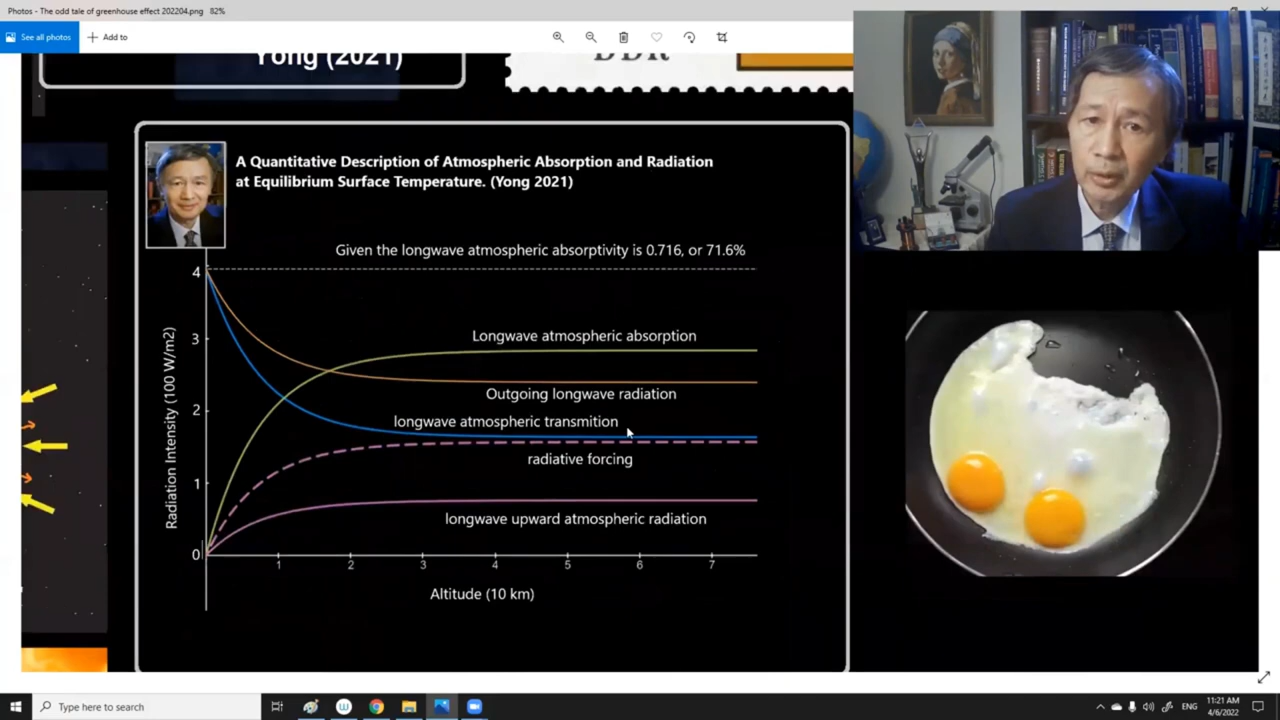 Photos - The odd tale of greenhouse effect 202204.png 82%
See all photos
Add to
Yong (2021)
DDR
A Quantitative Description of Atmospheric Absorption and Radiation
at Equilibrium Surface Temperature. (Yong 2021)
Given the longwave atmospheric absorptivity is 0.716, or 71.6%
4
3
2
1
0
Radiation Intensity (100 W/m2)
Longwave atmospheric absorption
Outgoing longwave radiation
longwave atmospheric transmition
radiative forcing
longwave upward atmospheric radiation
1 2 3 4 5 6 7
Altitude (10 km)
Type here to search
ENG
11:21 AM
4/6/2022